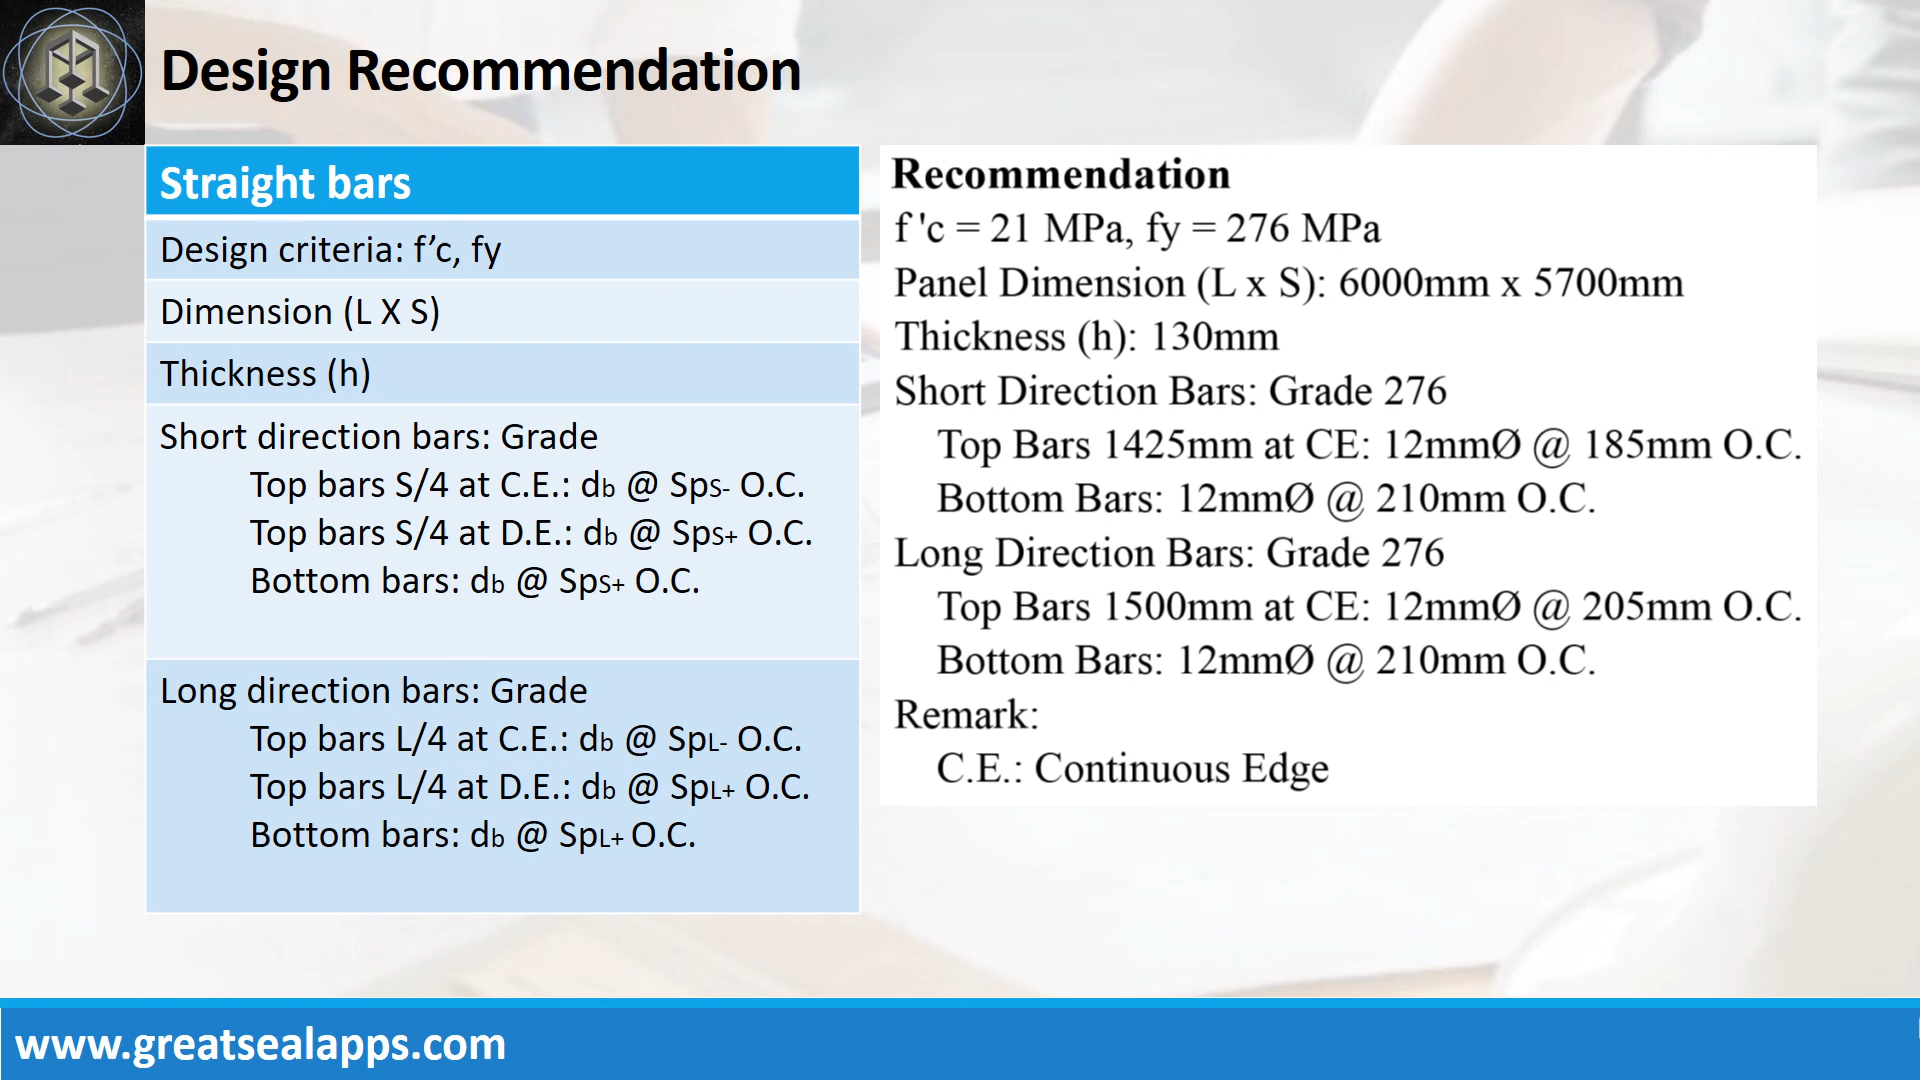 Design Recommendation
Straight bars
Design criteria: f’c, fy
Dimension (L X S)
Thickness (h)
Short direction bars: Grade
Top bars S/4 at C.E.: db @ SpS- O.C.
Top bars S/4 at D.E.: db @ SpS+ O.C.
Bottom bars: db @ SpS+ O.C.
Long direction bars: Grade
Top bars L/4 at C.E.: db @ SpL- O.C.
Top bars L/4 at D.E.: db @ SpL+ O.C.
Bottom bars: db @ SpL+ O.C.
Recommendation
f 'c = 21 MPa, fy = 276 MPa
Panel Dimension (L x S): 6000mm x 5700mm
Thickness (h): 130mm
Short Direction Bars: Grade 276
Top Bars 1425mm at CE: 12mmØ @ 185mm O.C.
Bottom Bars: 12mmØ @ 210mm O.C.
Long Direction Bars: Grade 276
Top Bars 1500mm at CE: 12mmØ @ 205mm O.C.
Bottom Bars: 12mmØ @ 210mm O.C.
Remark:
C.E.: Continuous Edge
www.greatsealapps.com